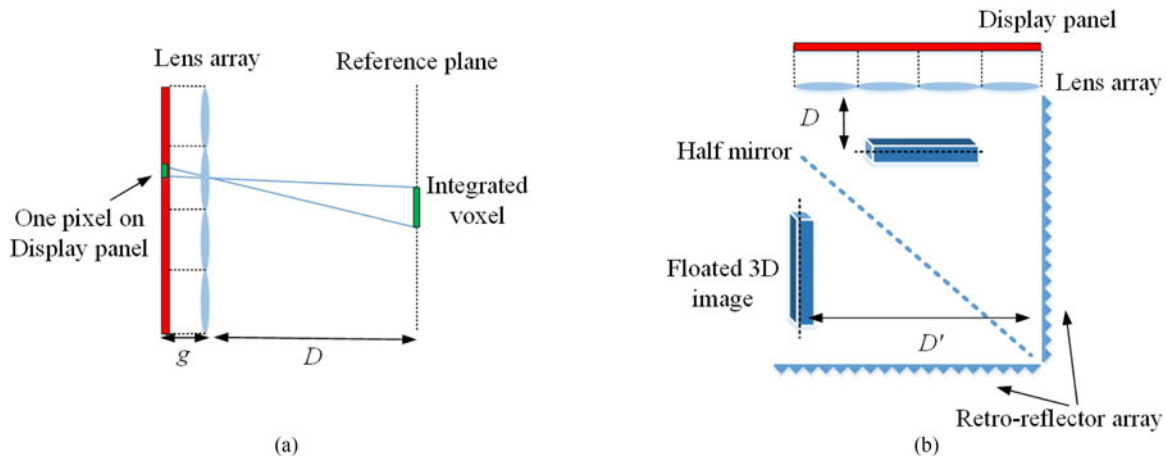 Lens array
Reference plane
One pixel on
Display panel
Integrated
voxel
g
D
(a)
Display panel
Lens array
D
Half mirror
Floated 3D
image
D'
Retro-reflector array
(b)